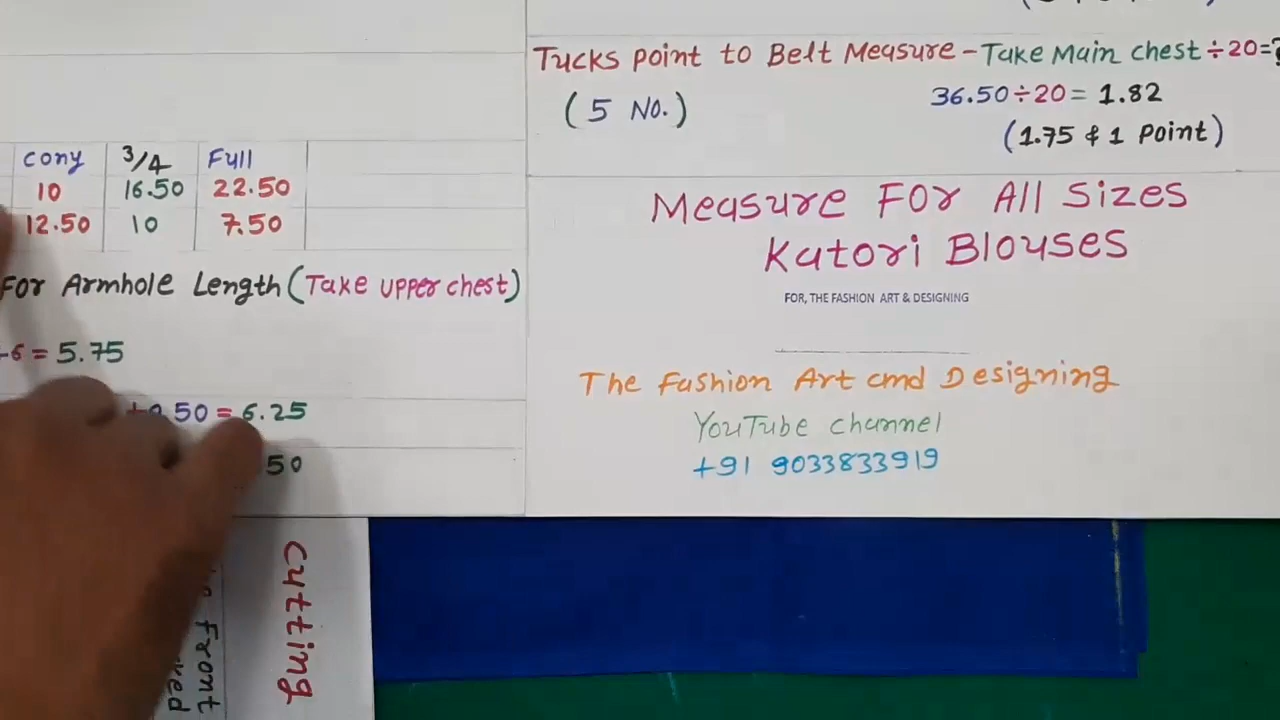 Cony 3/4 Full
10 16.50 22.50
12.50 10 7.50
For Armhole Length (Take upper chest)
6 = 5.75
50 = 6.25
50
Tucks point to Belt Measure - Take Main chest ÷20=?
(5 No.) 36.50÷20 = 1.82
(1.75 & 1 Point)
Measure For All Sizes
Katori Blouses
FOR, THE FASHION ART & DESIGNING
The Fashion Art and Designing
YouTube channel
+91 9033833919
cutting
Front